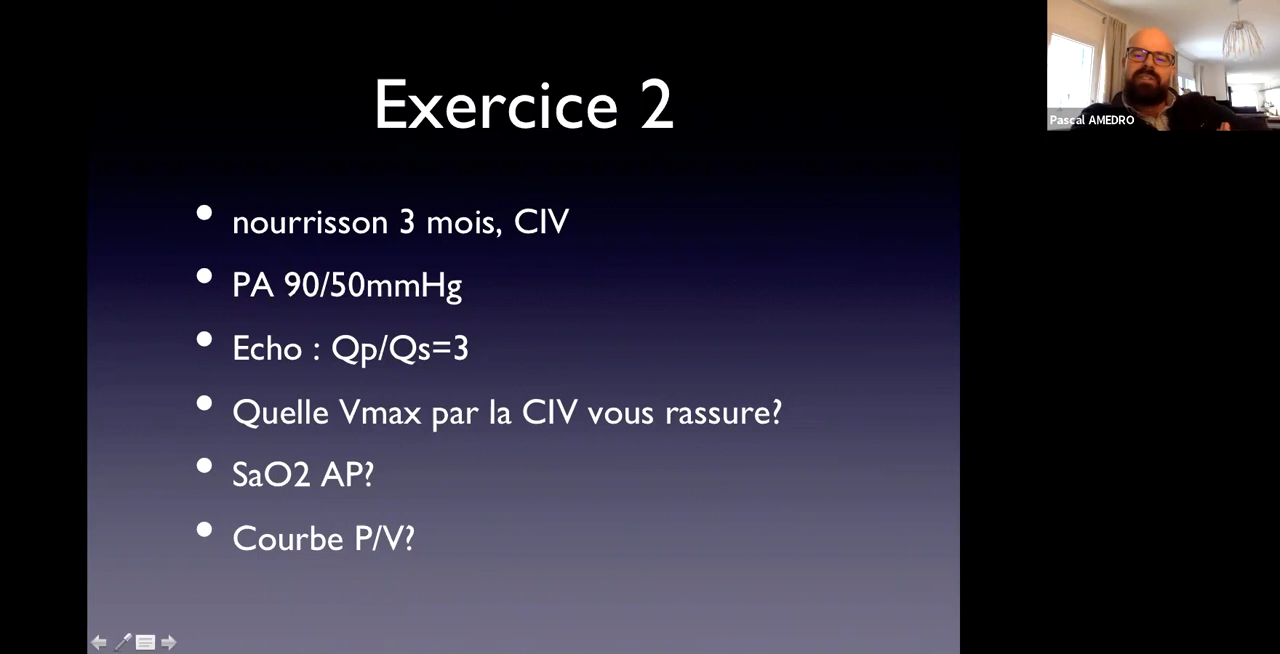 Exercice 2
Pascal AMEDRO
• nourrisson 3 mois, CIV
• PA 90/50mmHg
• Echo : Qp/Qs=3
• Quelle Vmax par la CIV vous rassure?
• SaO2 AP?
• Courbe P/V?